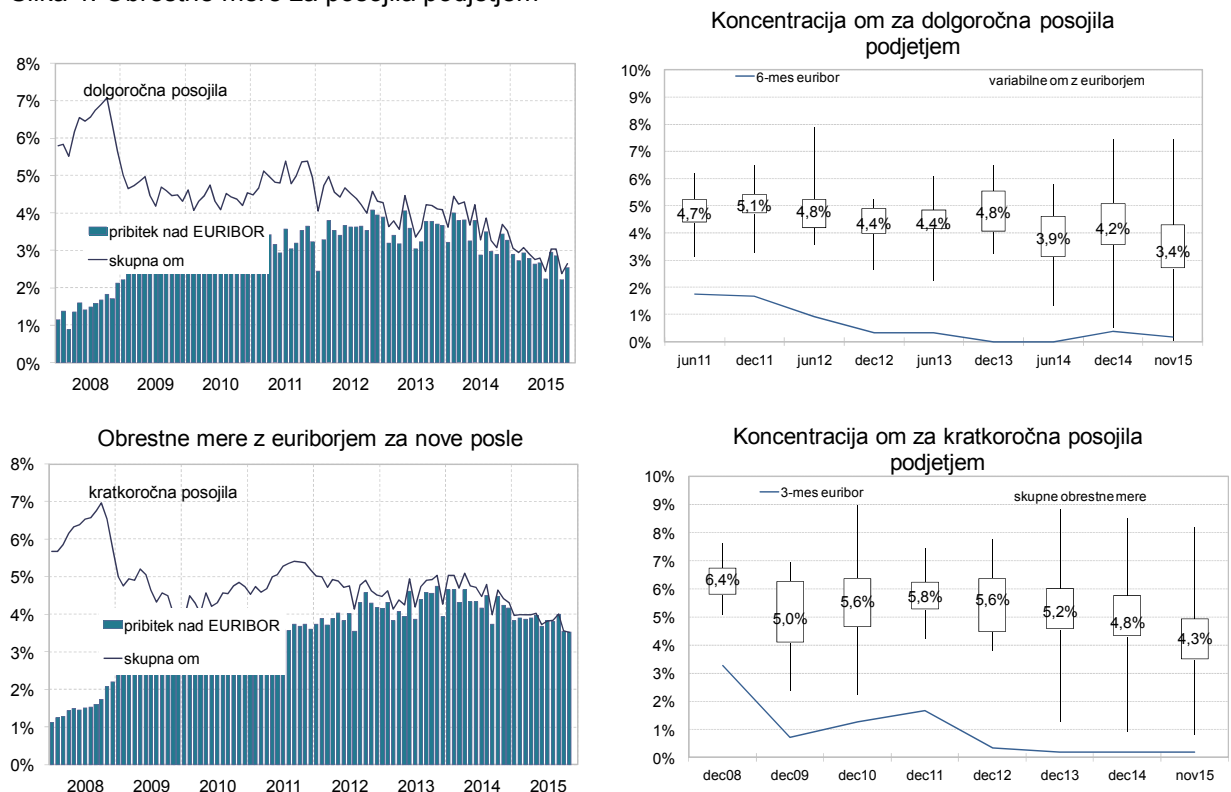 Koncentracija om za dolgoročna posojila
podjetjem
8%
7%
6%
5%
4%
3%
2%
1%
0%
dolgoročna posojila
pribitek nad EURIBOR
skupna om
2008 2009 2010 2011 2012 2013 2014 2015
10%
9%
8%
7%
6%
5%
4%
3%
2%
1%
0%
6-mes euribor
variabilne om z euriborjem
4,7% 5,1% 4,8% 4,4% 4,4% 4,8% 3,9% 4,2% 3,4%
jun11 dec11 jun12 dec12 jun13 dec13 jun14 dec14 nov15
Obrestne mere z euriborjem za nove posle
8%
7%
6%
5%
4%
3%
2%
1%
0%
kratkoročna posojila
pribitek nad EURIBOR
skupna om
2008 2009 2010 2011 2012 2013 2014 2015
Koncentracija om za kratkoročna posojila
podjetjem
10%
9%
8%
7%
6%
5%
4%
3%
2%
1%
0%
3-mes euribor
skupne obrestne mere
6,4% 5,0% 5,6% 5,8% 5,6% 5,2% 4,8% 4,3%
dec08 dec09 dec10 dec11 dec12 dec13 dec14 nov15